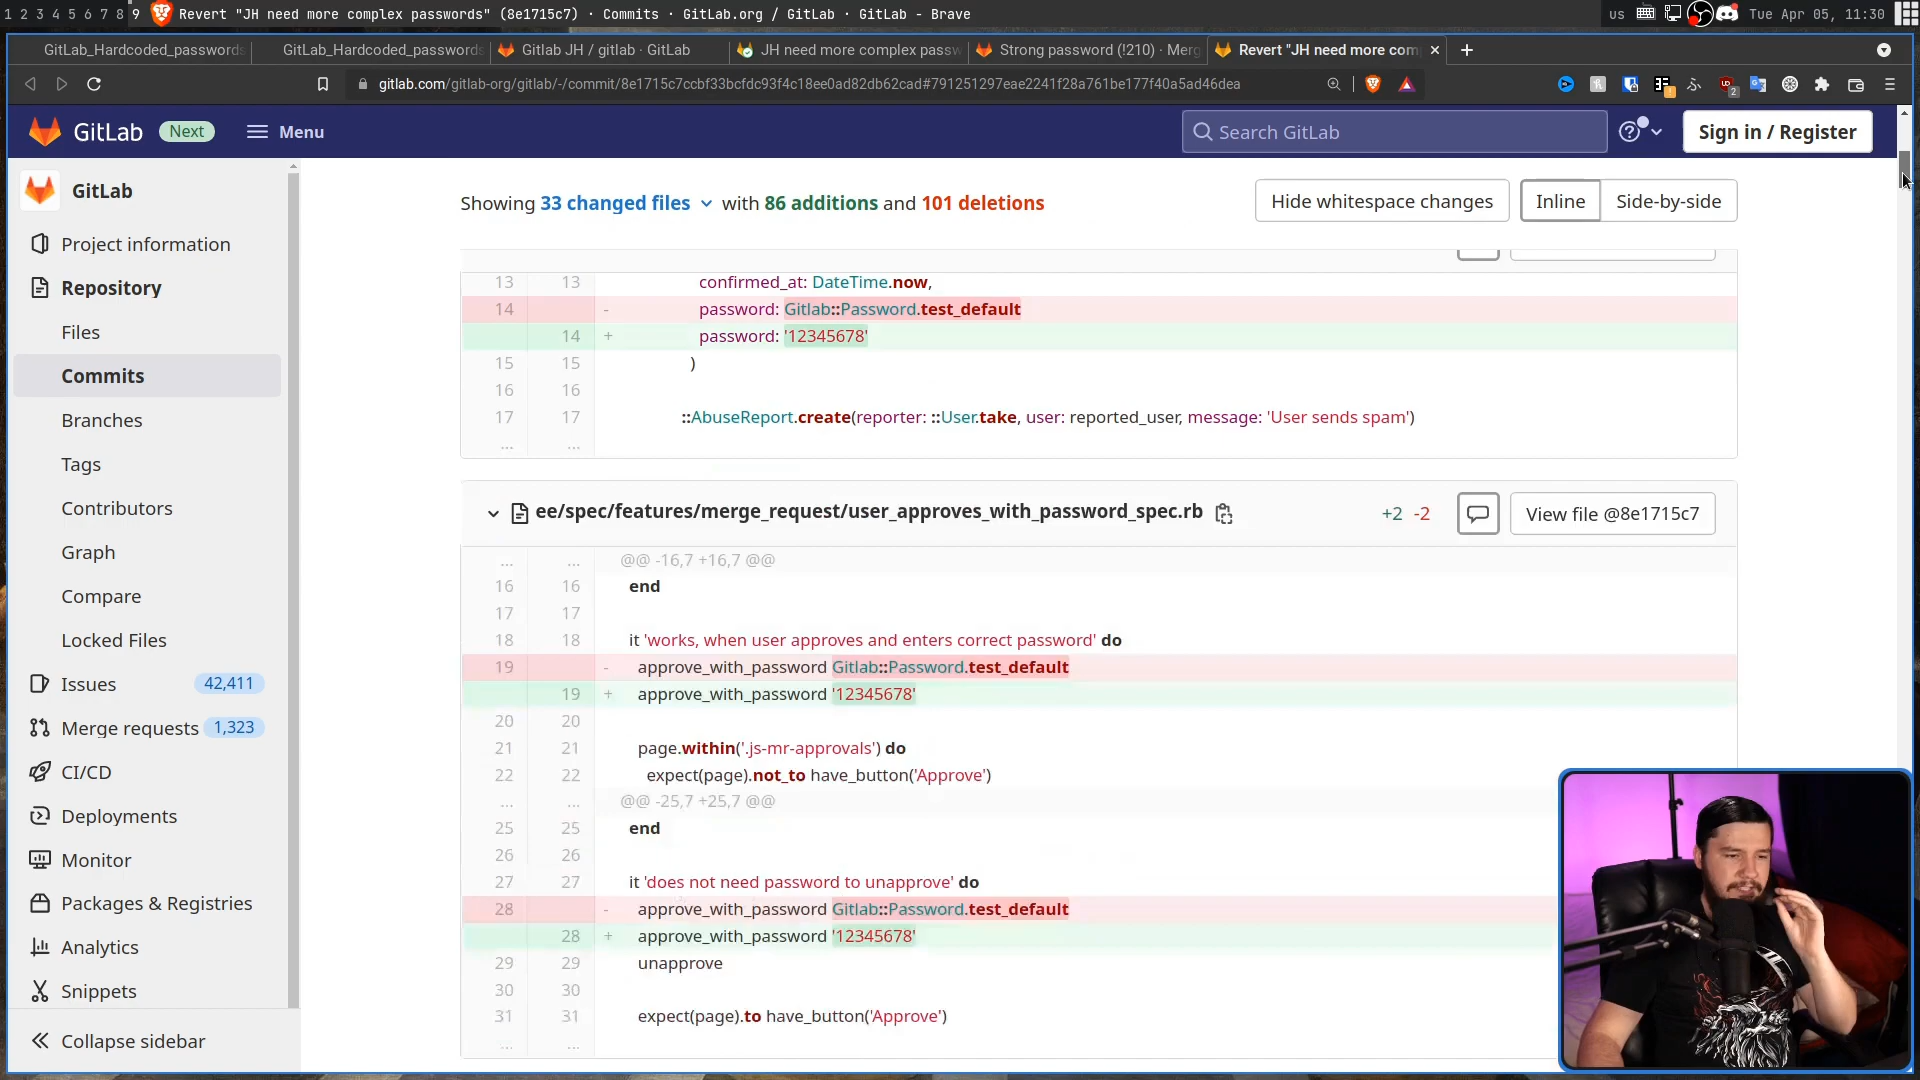 1 2 3 4 5 6 7 8 9 Revert "JH need more complex passwords" (8e1715c7) · Commits · GitLab.org / GitLab · GitLab - Brave
us Tue Apr 05, 11:30
GitLab_Hardcoded_passwords
GitLab_Hardcoded_passwords
Gitlab JH / gitlab · GitLab
JH need more complex passw
Strong password (!210) · Merg
Revert "JH need more com
gitlab.com/gitlab-org/gitlab/-/commit/8e1715c7ccbf33bcfdc93f4c18ee0ad82db62cad#791251297eae2241f28a761be177f40a5ad46dea
GitLab Next Menu
Search GitLab
Sign in / Register
GitLab
Project information
Repository
Files
Commits
Branches
Tags
Contributors
Graph
Compare
Locked Files
Issues 42,411
Merge requests 1,323
CI/CD
Deployments
Monitor
Packages & Registries
Analytics
Snippets
Collapse sidebar
Showing 33 changed files with 86 additions and 101 deletions
Hide whitespace changes
Inline
Side-by-side
13 13 confirmed_at: DateTime.now,
14 - password: Gitlab::Password.test_default
14 + password: '12345678'
15 15 )
16 16
17 17 ::AbuseReport.create(reporter: ::User.take, user: reported_user, message: 'User sends spam')
... ...
ee/spec/features/merge_request/user_approves_with_password_spec.rb
+2 -2
View file @8e1715c7
... ... @@ -16,7 +16,7 @@
16 16 end
17 17
18 18 it 'works, when user approves and enters correct password' do
19 - approve_with_password Gitlab::Password.test_default
19 + approve_with_password '12345678'
20 20
21 21 page.within('.js-mr-approvals') do
22 22 expect(page).not_to have_button('Approve')
... ... @@ -25,7 +25,7 @@
25 25 end
26 26
27 27 it 'does not need password to unapprove' do
28 - approve_with_password Gitlab::Password.test_default
28 + approve_with_password '12345678'
29 29 unapprove
30 30
31 31 expect(page).to have_button('Approve')
... ...